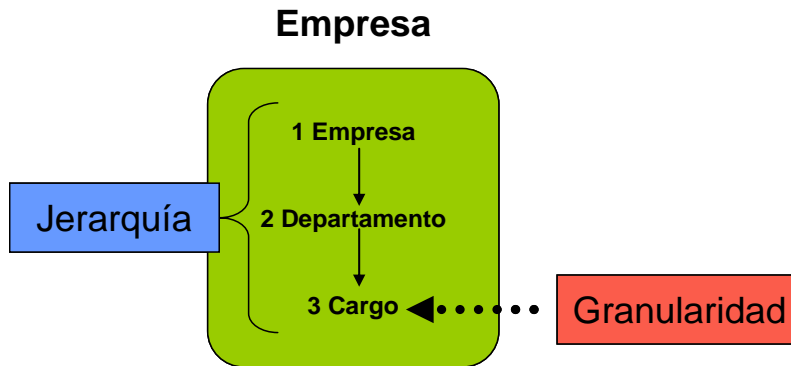 Empresa
1 Empresa
Jerarquía
2 Departamento
3 Cargo
Granularidad